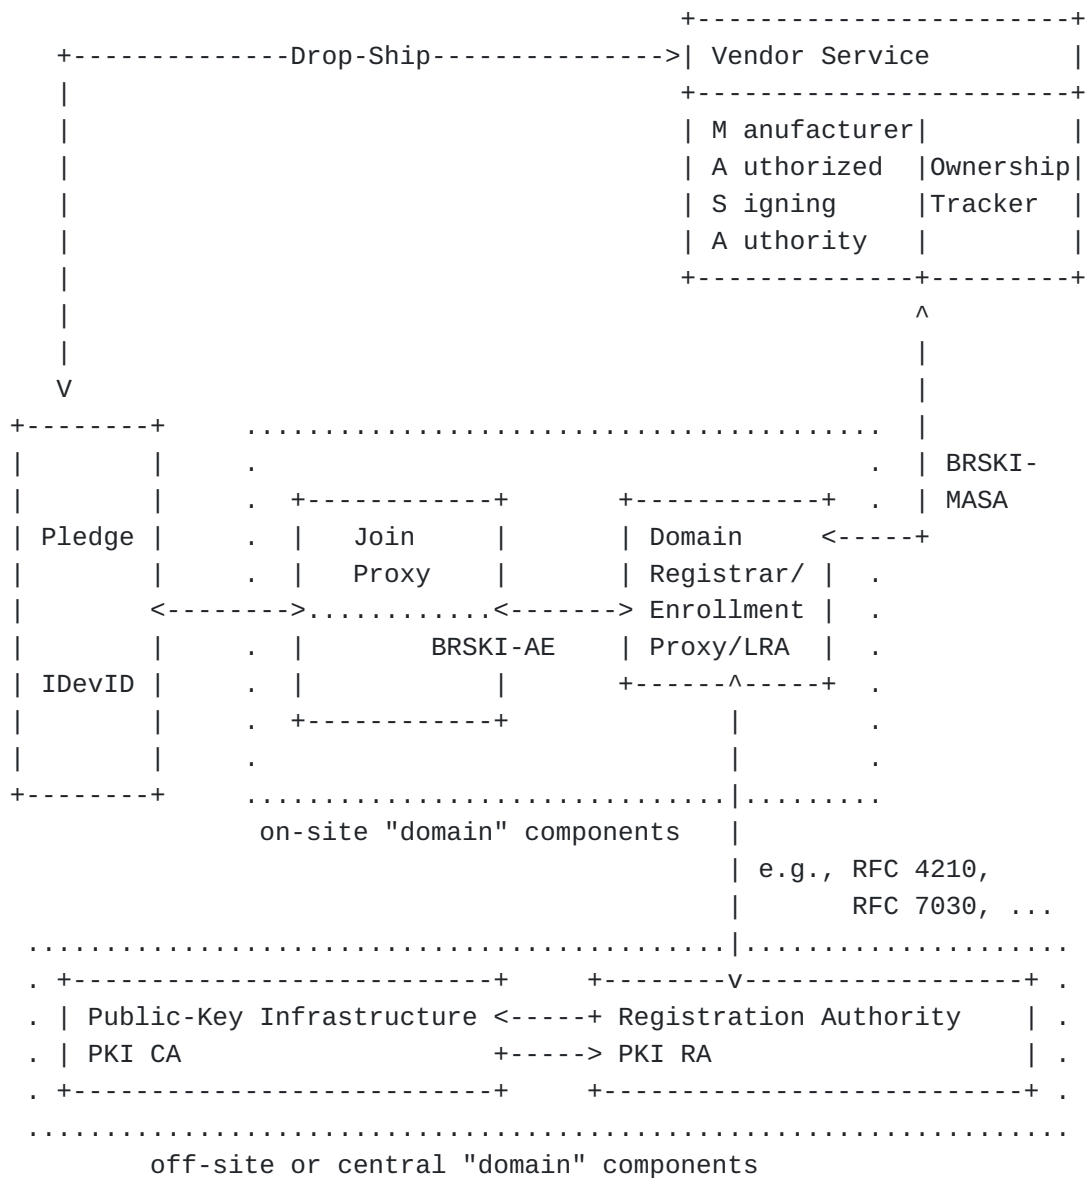 +------------------------+
   +--------------Drop-Ship--------------->| Vendor Service         |
   |                                       +------------------------+
   |                                       | M anufacturer|         |
   |                                       | A uthorized  |Ownership|
   |                                       | S igning     |Tracker  |
   |                                       | A uthority   |         |
   |                                       +--------------+---------+
   |                                                      ^
   |                                                      |
   V                                                      |
+--------+     .........................................  |
|        |     .                                       .  | BRSKI-
|        |     .  +------------+       +------------+  .  | MASA
| Pledge |     .  |   Join     |       | Domain     <-----+
|        |     .  |   Proxy    |       | Registrar/ |  .
|        <-------->............<-------> Enrollment |  .
|        |     .  |        BRSKI-AE    | Proxy/LRA  |  .
| IDevID |     .  |            |       +------^-----+  .
|        |     .  +------------+              |        .
|        |     .                              |        .
+--------+     ...............................|.........
                on-site "domain" components   |
                                              | e.g., RFC 4210,
                                              |       RFC 7030, ...
 .............................................|.....................
 . +---------------------------+     +--------v------------------+ .
 . | Public-Key Infrastructure <-----+ Registration Authority    | .
 . | PKI CA                    +-----> PKI RA                    | .
 . +---------------------------+     +---------------------------+ .
 ...................................................................
         off-site or central "domain" components